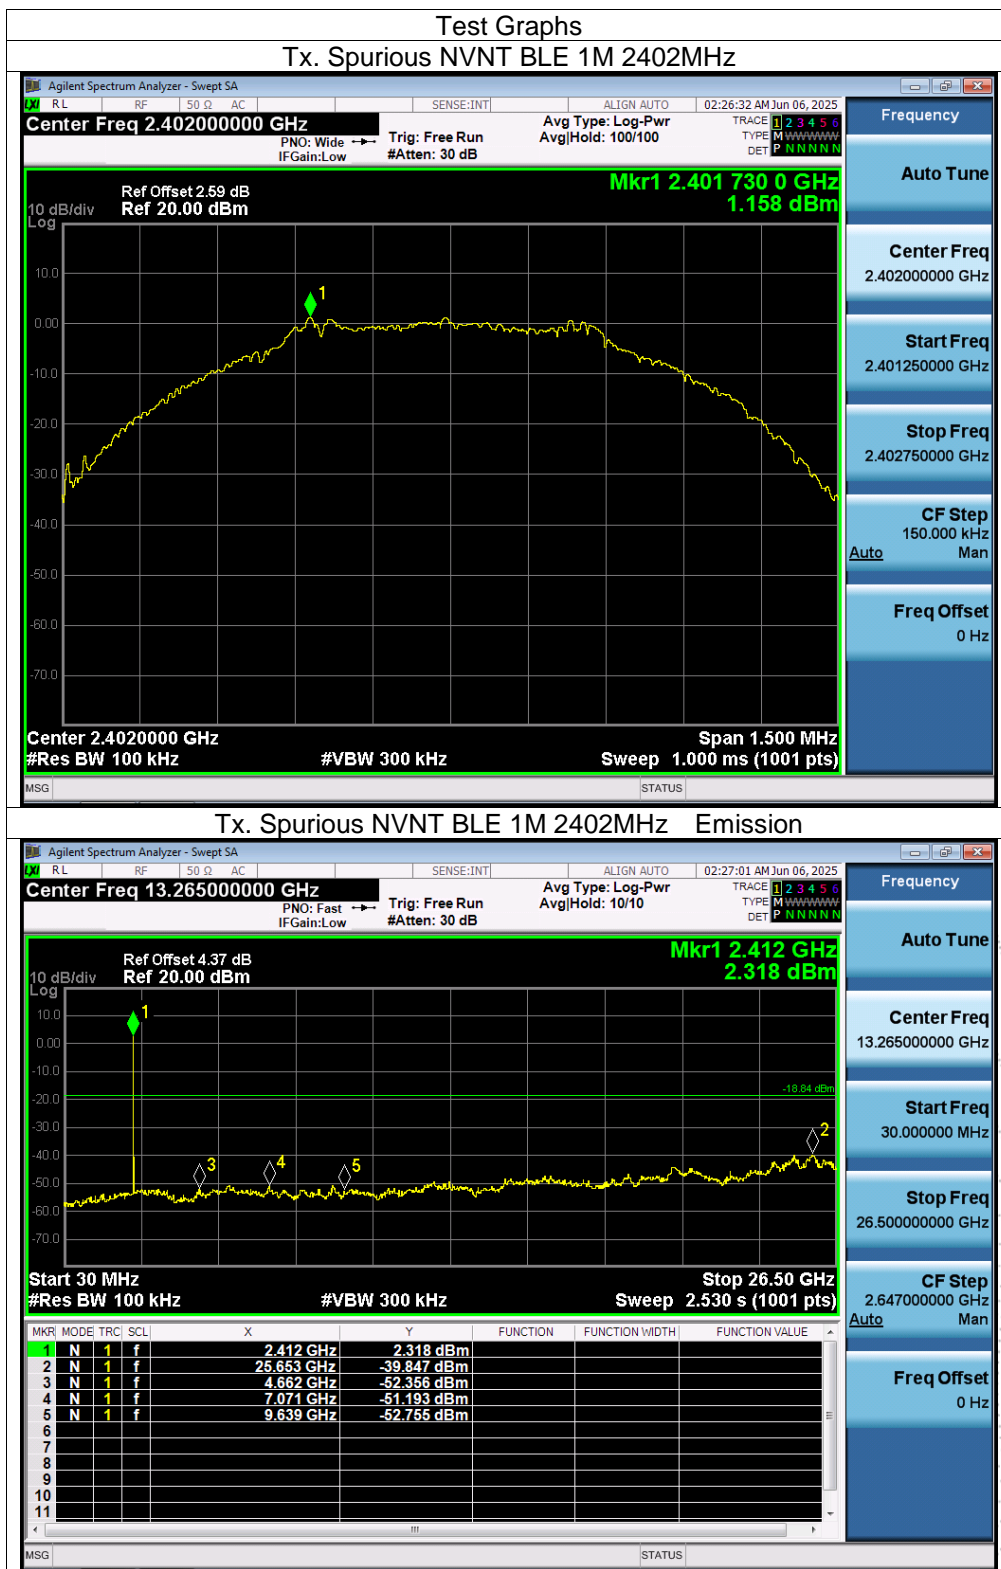 Test Graphs
Tx. Spurious NVNT BLE 1M 2402MHz
Agilent Spectrum Analyzer - Swept SA
LXI RL RF 50 Ω AC SENSE:INT ALIGN AUTO 02:26:32 AM Jun 06, 2025
Center Freq 2.402000000 GHz
PNO: Wide
IFGain:Low
Trig: Free Run
#Atten: 30 dB
Avg Type: Log-Pwr
Avg|Hold: 100/100
TRACE 1 2 3 4 5 6
TYPE M WWWWW
DET P N N N N N
Ref Offset 2.59 dB
10 dB/div Ref 20.00 dBm
Log
Mkr1 2.401 730 0 GHz
1.158 dBm
1
10.0
0.00
-10.0
-20.0
-30.0
-40.0
-50.0
-60.0
-70.0
Center 2.4020000 GHz Span 1.500 MHz
#Res BW 100 kHz #VBW 300 kHz Sweep 1.000 ms (1001 pts)
MSG STATUS
Frequency
Auto Tune
Center Freq
2.402000000 GHz
Start Freq
2.401250000 GHz
Stop Freq
2.402750000 GHz
CF Step
150.000 kHz
Auto Man
Freq Offset
0 Hz
Tx. Spurious NVNT BLE 1M 2402MHz Emission
Agilent Spectrum Analyzer - Swept SA
LXI RL RF 50 Ω AC SENSE:INT ALIGN AUTO 02:27:01 AM Jun 06, 2025
Center Freq 13.265000000 GHz
PNO: Fast
IFGain:Low
Trig: Free Run
#Atten: 30 dB
Avg Type: Log-Pwr
Avg|Hold: 10/10
TRACE 1 2 3 4 5 6
TYPE M WWWWW
DET P N N N N N
Ref Offset 4.37 dB
10 dB/div Ref 20.00 dBm
Log
Mkr1 2.412 GHz
2.318 dBm
10.0
0.00
-10.0
-20.0
-30.0
-40.0
-50.0
-60.0
-70.0
1
-18.84 dBm
2
3
4
5
Start 30 MHz Stop 26.50 GHz
#Res BW 100 kHz #VBW 300 kHz Sweep 2.530 s (1001 pts)
MKR MODE TRC SCL X Y FUNCTION FUNCTION WIDTH FUNCTION VALUE
1 N 1 f 2.412 GHz 2.318 dBm
2 N 1 f 25.653 GHz -39.847 dBm
3 N 1 f 4.662 GHz -52.356 dBm
4 N 1 f 7.071 GHz -51.193 dBm
5 N 1 f 9.639 GHz -52.755 dBm
6
7
8
9
10
11
MSG STATUS
Frequency
Auto Tune
Center Freq
13.265000000 GHz
Start Freq
30.000000 MHz
Stop Freq
26.500000000 GHz
CF Step
2.647000000 GHz
Auto Man
Freq Offset
0 Hz